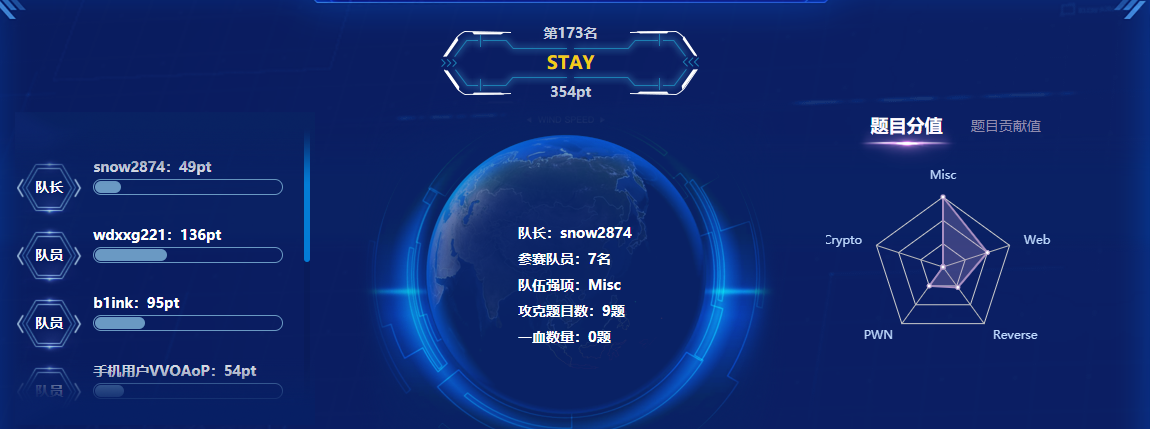 第173名
STAY
354pt
题目分值
题目贡献值
队长
snow2874：49pt
队员
wdxxg221：136pt
队员
b1ink：95pt
队员
手机用户VVOAoP：54pt
队长：snow2874
参赛队员：7名
队伍强项：Misc
攻克题目数：9题
一血数量：0题
Misc
Crypto
Web
PWN
Reverse